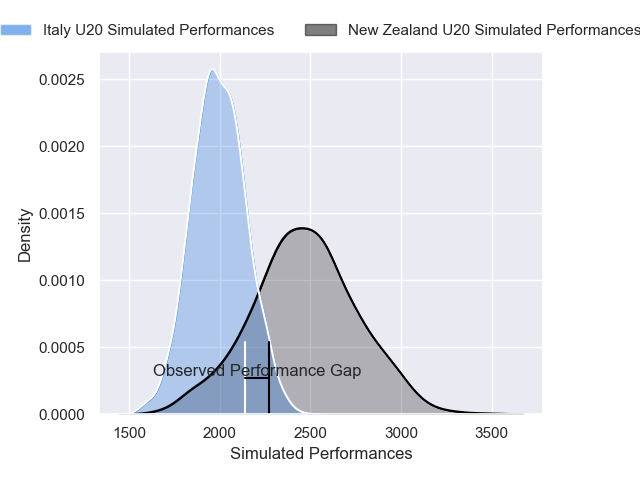 Italy U20 Simulated Performances New Zealand U20 Simulated Performances
0.0025
0.0020
0.0015
0.0010
0.0005
0.0000
Density
Observed Performance Gap
1500 2000 2500 3000 3500
Simulated Performances